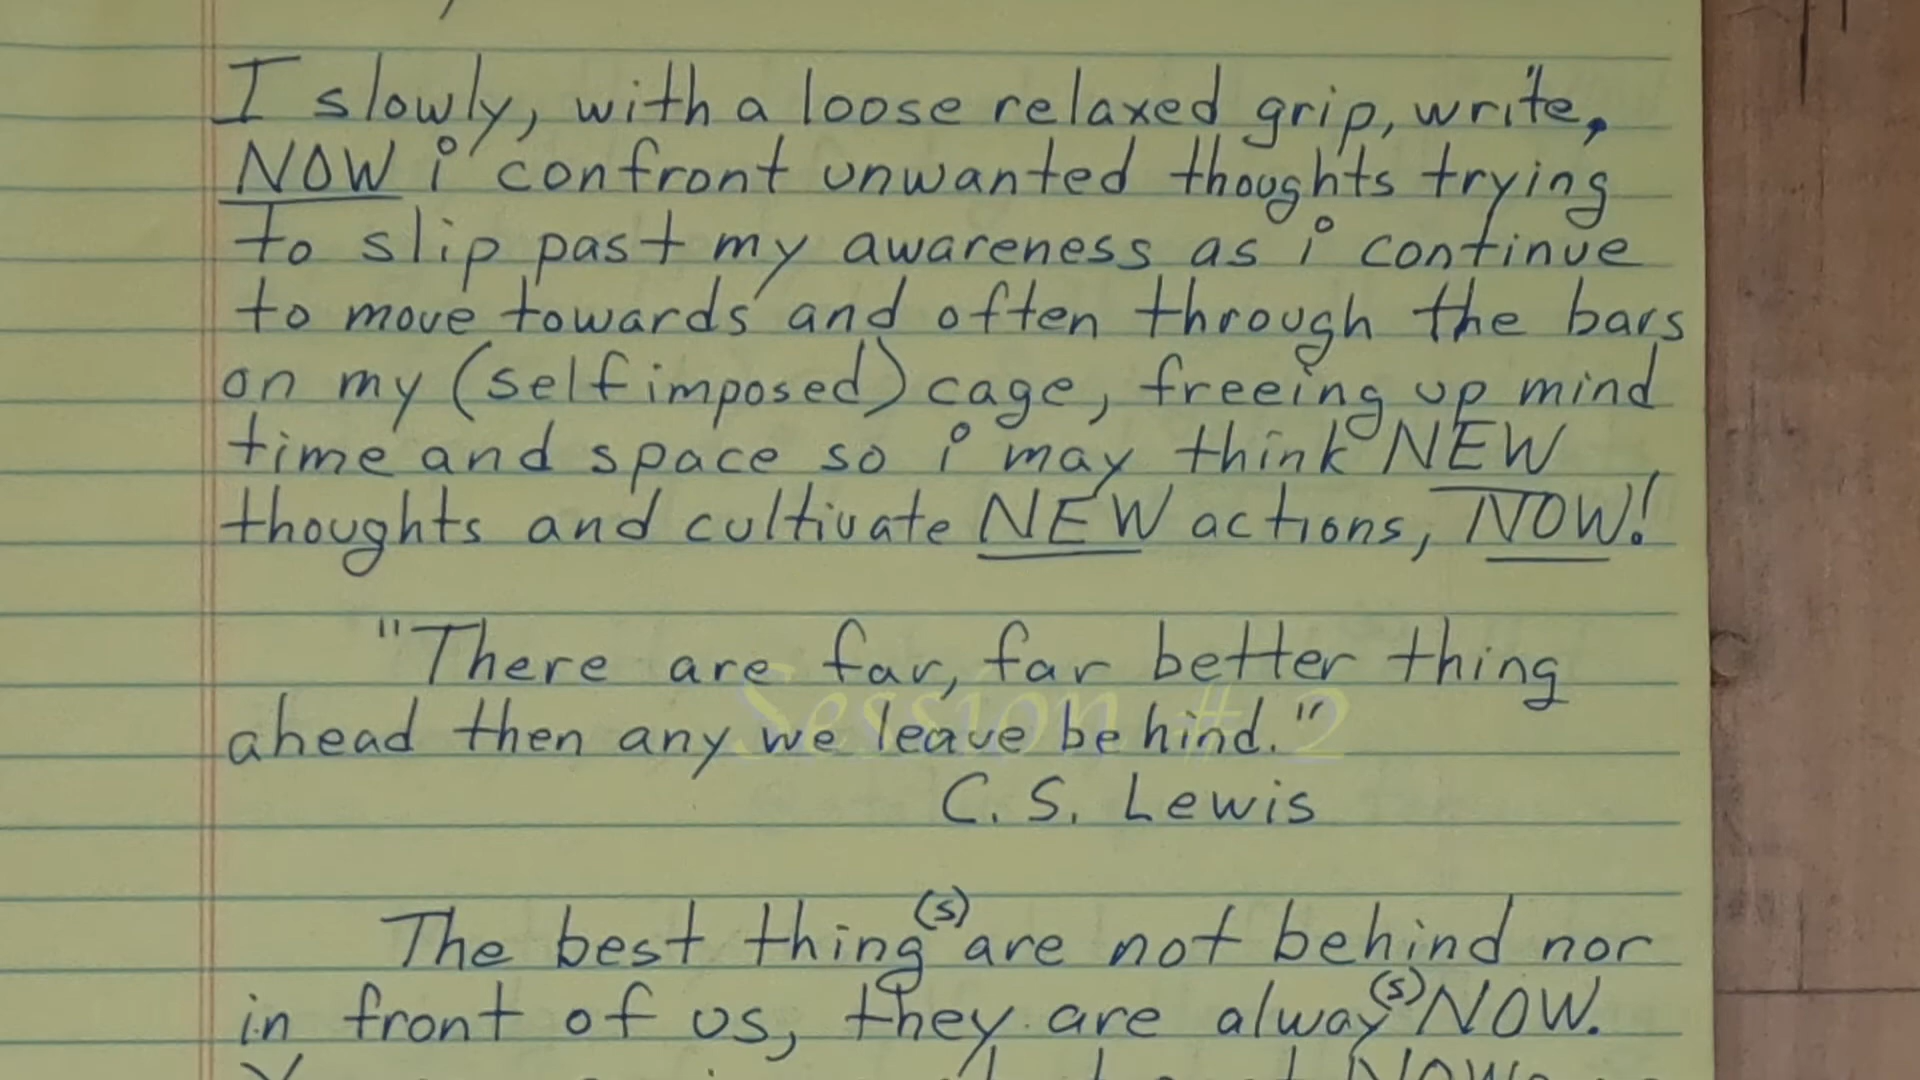 I slowly, with a loose relaxed grip, write,
NOW i confront unwanted thoughts trying
to slip past my awareness as i continue
to move towards and often through the bars
on my (self imposed) cage, freeing up mind
time and space so i may think NEW
thoughts and cultivate NEW actions, NOW!
"There are far, far better thing
ahead then any we leave behind."
Session # 2
C. S. Lewis
The best thing(s) are not behind nor
in front of us, they are alway(s) NOW.